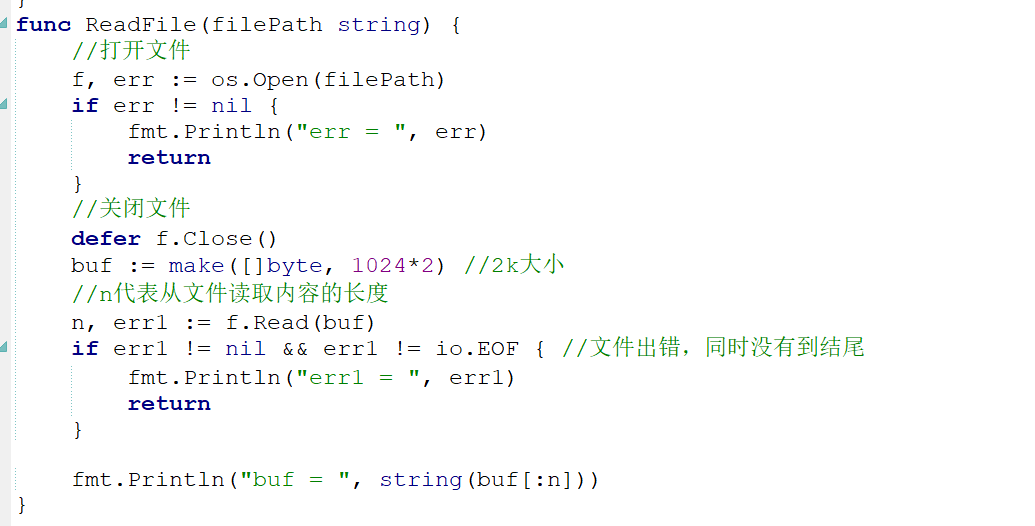 }
func ReadFile(filePath string) {
    //打开文件
    f, err := os.Open(filePath)
    if err != nil {
        fmt.Println("err = ", err)
        return
    }
    //关闭文件
    defer f.Close()
    buf := make([]byte, 1024*2) //2k大小
    //n代表从文件读取内容的长度
    n, err1 := f.Read(buf)
    if err1 != nil && err1 != io.EOF { //文件出错，同时没有到结尾
        fmt.Println("err1 = ", err1)
        return
    }

    fmt.Println("buf = ", string(buf[:n]))
}